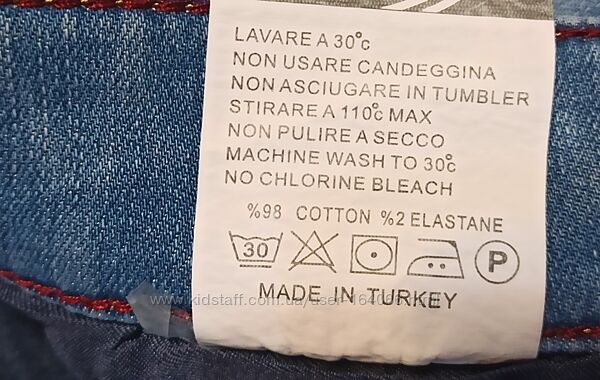 LAVARE A 30°c
NON USARE CANDEGGINA
NON ASCIUGARE IN TUMBLER
STIRARE A 110°c MAX
NON PULIRE A SECCO
MACHINE WASH TO 30°c
NO CHLORINE BLEACH
%98 COTTON %2 ELASTANE
30 P
MADE IN TURKEY